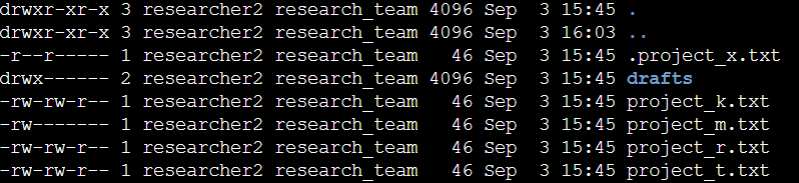 drwxr-xr-x 3 researcher2 research_team 4096 Sep  3 15:45 .
drwxr-xr-x 3 researcher2 research_team 4096 Sep  3 16:03 ..
-r--r----- 1 researcher2 research_team   46 Sep  3 15:45 .project_x.txt
drwx------ 2 researcher2 research_team 4096 Sep  3 15:45 drafts
-rw-rw-r-- 1 researcher2 research_team   46 Sep  3 15:45 project_k.txt
-rw------- 1 researcher2 research_team   46 Sep  3 15:45 project_m.txt
-rw-rw-r-- 1 researcher2 research_team   46 Sep  3 15:45 project_r.txt
-rw-rw-r-- 1 researcher2 research_team   46 Sep  3 15:45 project_t.txt